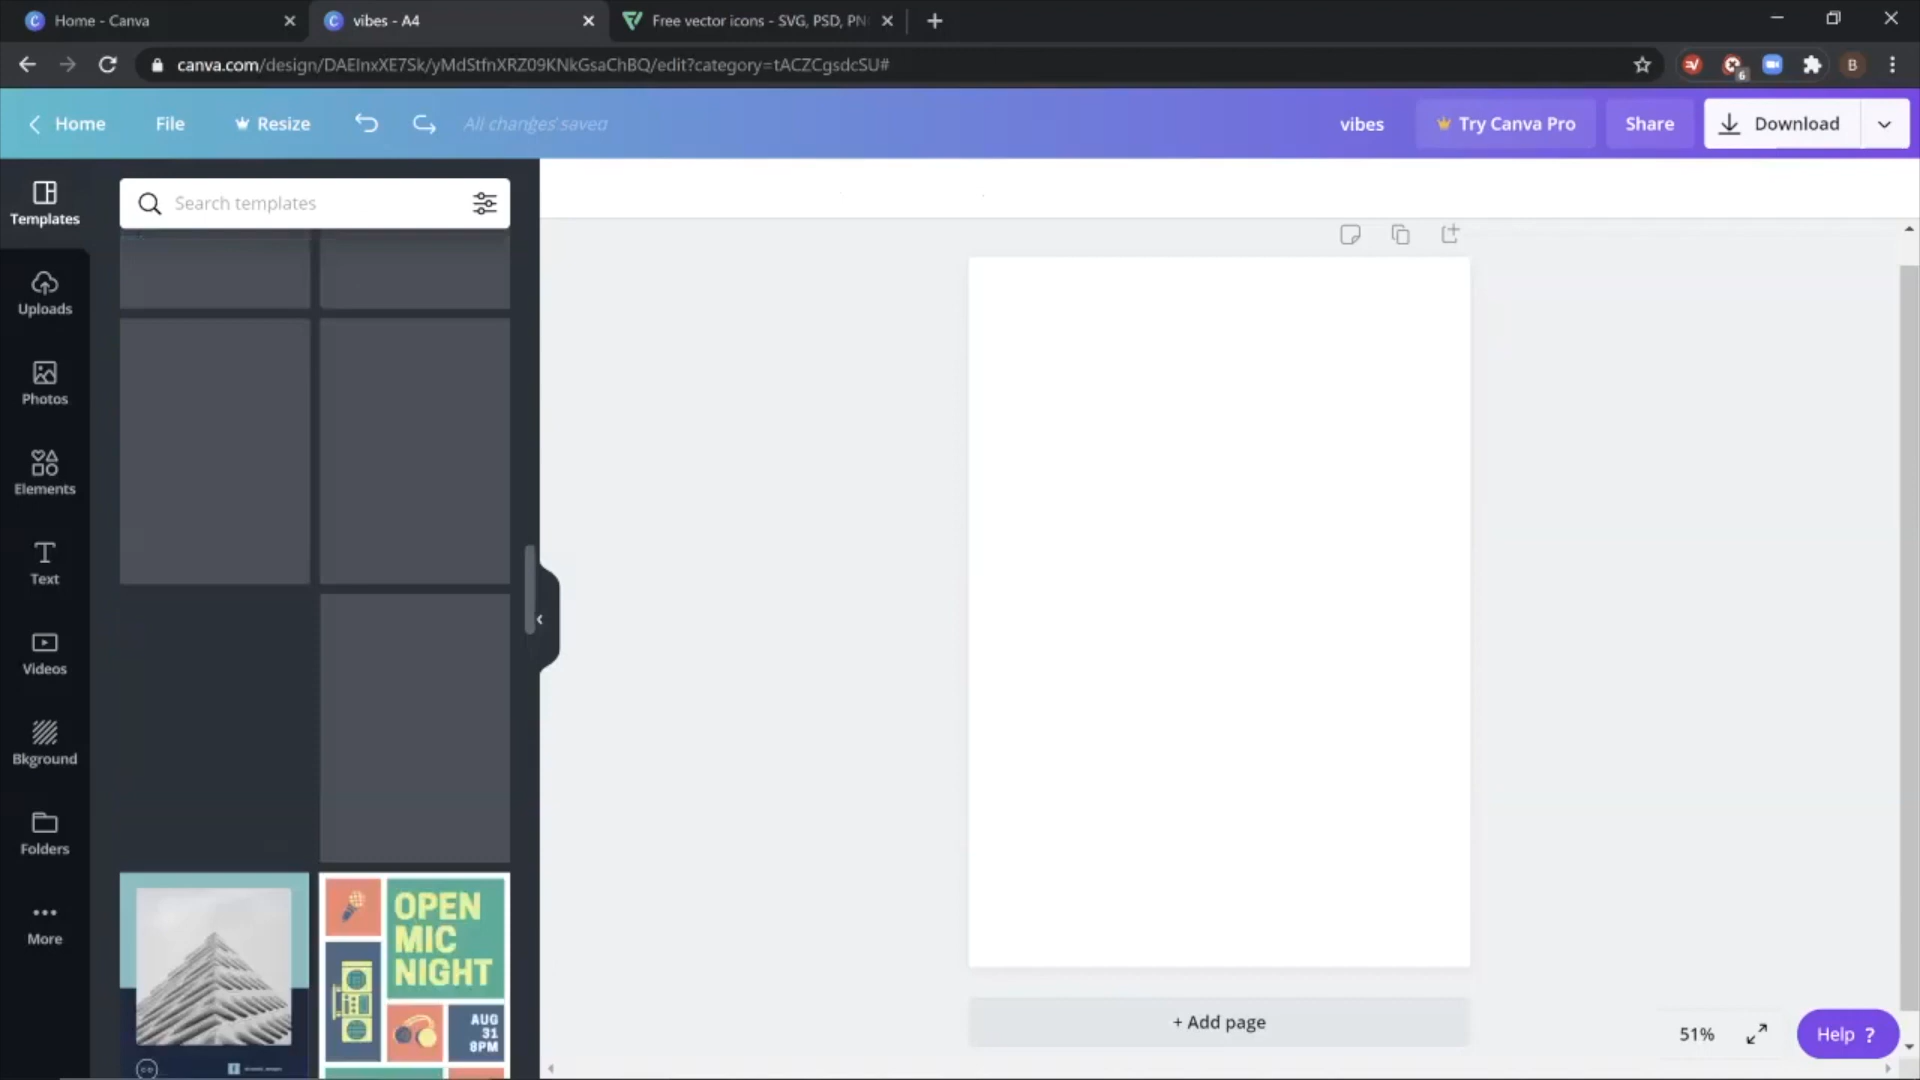 Home - Canva
vibes - A4
Free vector icons - SVG, PSD, PN
canva.com/design/DAEInxXE7Sk/yMdStfnXRZ09KNkGsaChBQ/edit?category=tACZCgsdcSU#
6
B
Home
File
Resize
All changes saved
vibes
Try Canva Pro
Share
Download
Templates
Search templates
Uploads
Photos
Elements
Text
Videos
Bkground
Folders
More
OPEN
MIC
NIGHT
AUG
31
8PM
+ Add page
51%
Help ?